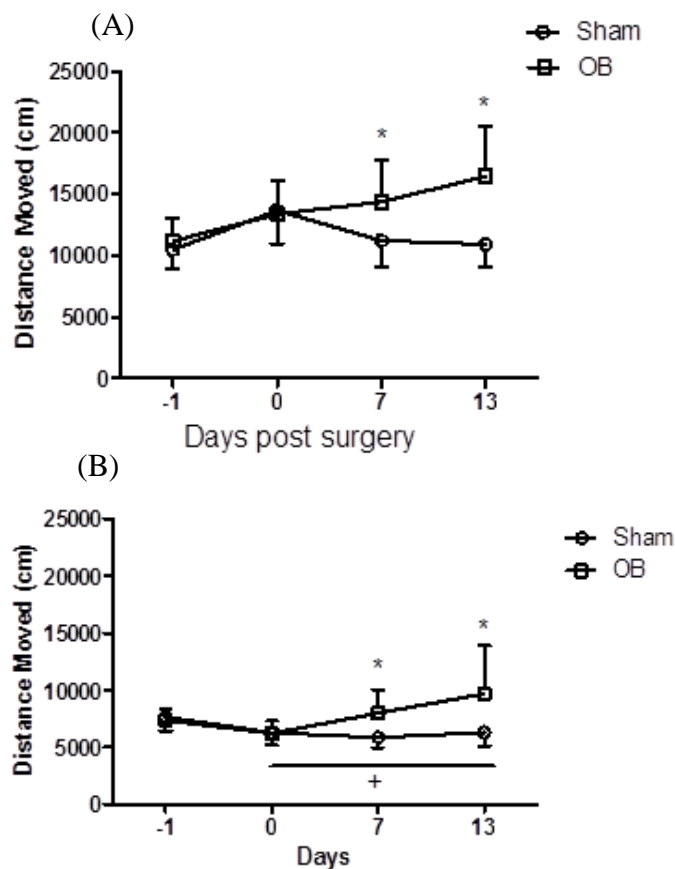 (A)
Sham
OB
Distance Moved (cm)
25000
20000
15000
10000
5000
0
*
*
-1 0 7 13
Days post surgery
(B)
Sham
OB
Distance Moved (cm)
25000
20000
15000
10000
5000
0
*
*
+
-1 0 7 13
Days